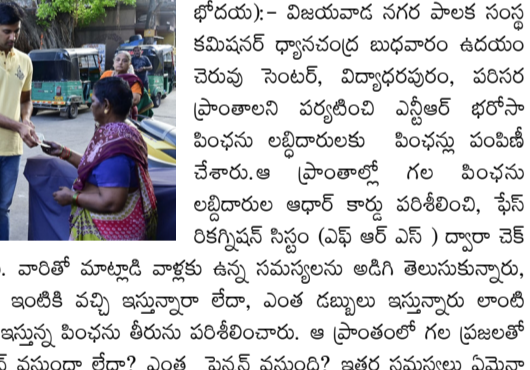 భోదయ):- విజయవాడ నగర పాలక సంస్థ
కమిషనర్ ధ్యానచంద్ర బుధవారం ఉదయం
చెరువు సెంటర్, విద్యాధరపురం, పరిసర
ప్రాంతాలని పర్యటించి ఎన్టీఆర్ భరోసా
పింఛను లబ్ధిదారులకు పింఛన్లు పంపిణీ
చేశారు.ఆ ప్రాంతాల్లో గల పింఛను
లబ్దిదారుల ఆధార్ కార్డు పరిశీలించి, ఫేస్
రికగ్నిషన్ సిస్టం (ఎఫ్ ఆర్ ఎస్ ) ద్వారా చెక్
. వారితో మాట్లాడి వాళ్లకు ఉన్న సమస్యలను అడిగి తెలుసుకున్నారు,
ఇంటికి వచ్చి ఇస్తున్నారా లేదా, ఎంత డబ్బులు ఇస్తున్నారు లాంటి
ఇస్తున్న పింఛను తీరును పరిశీలించారు. ఆ ప్రాంతంలో గల ప్రజలతో
వస్తుందా లేదా? ఎంత పెన్షన్ వస్తుంది? ఇతర సమస్యలు ఏమైనా